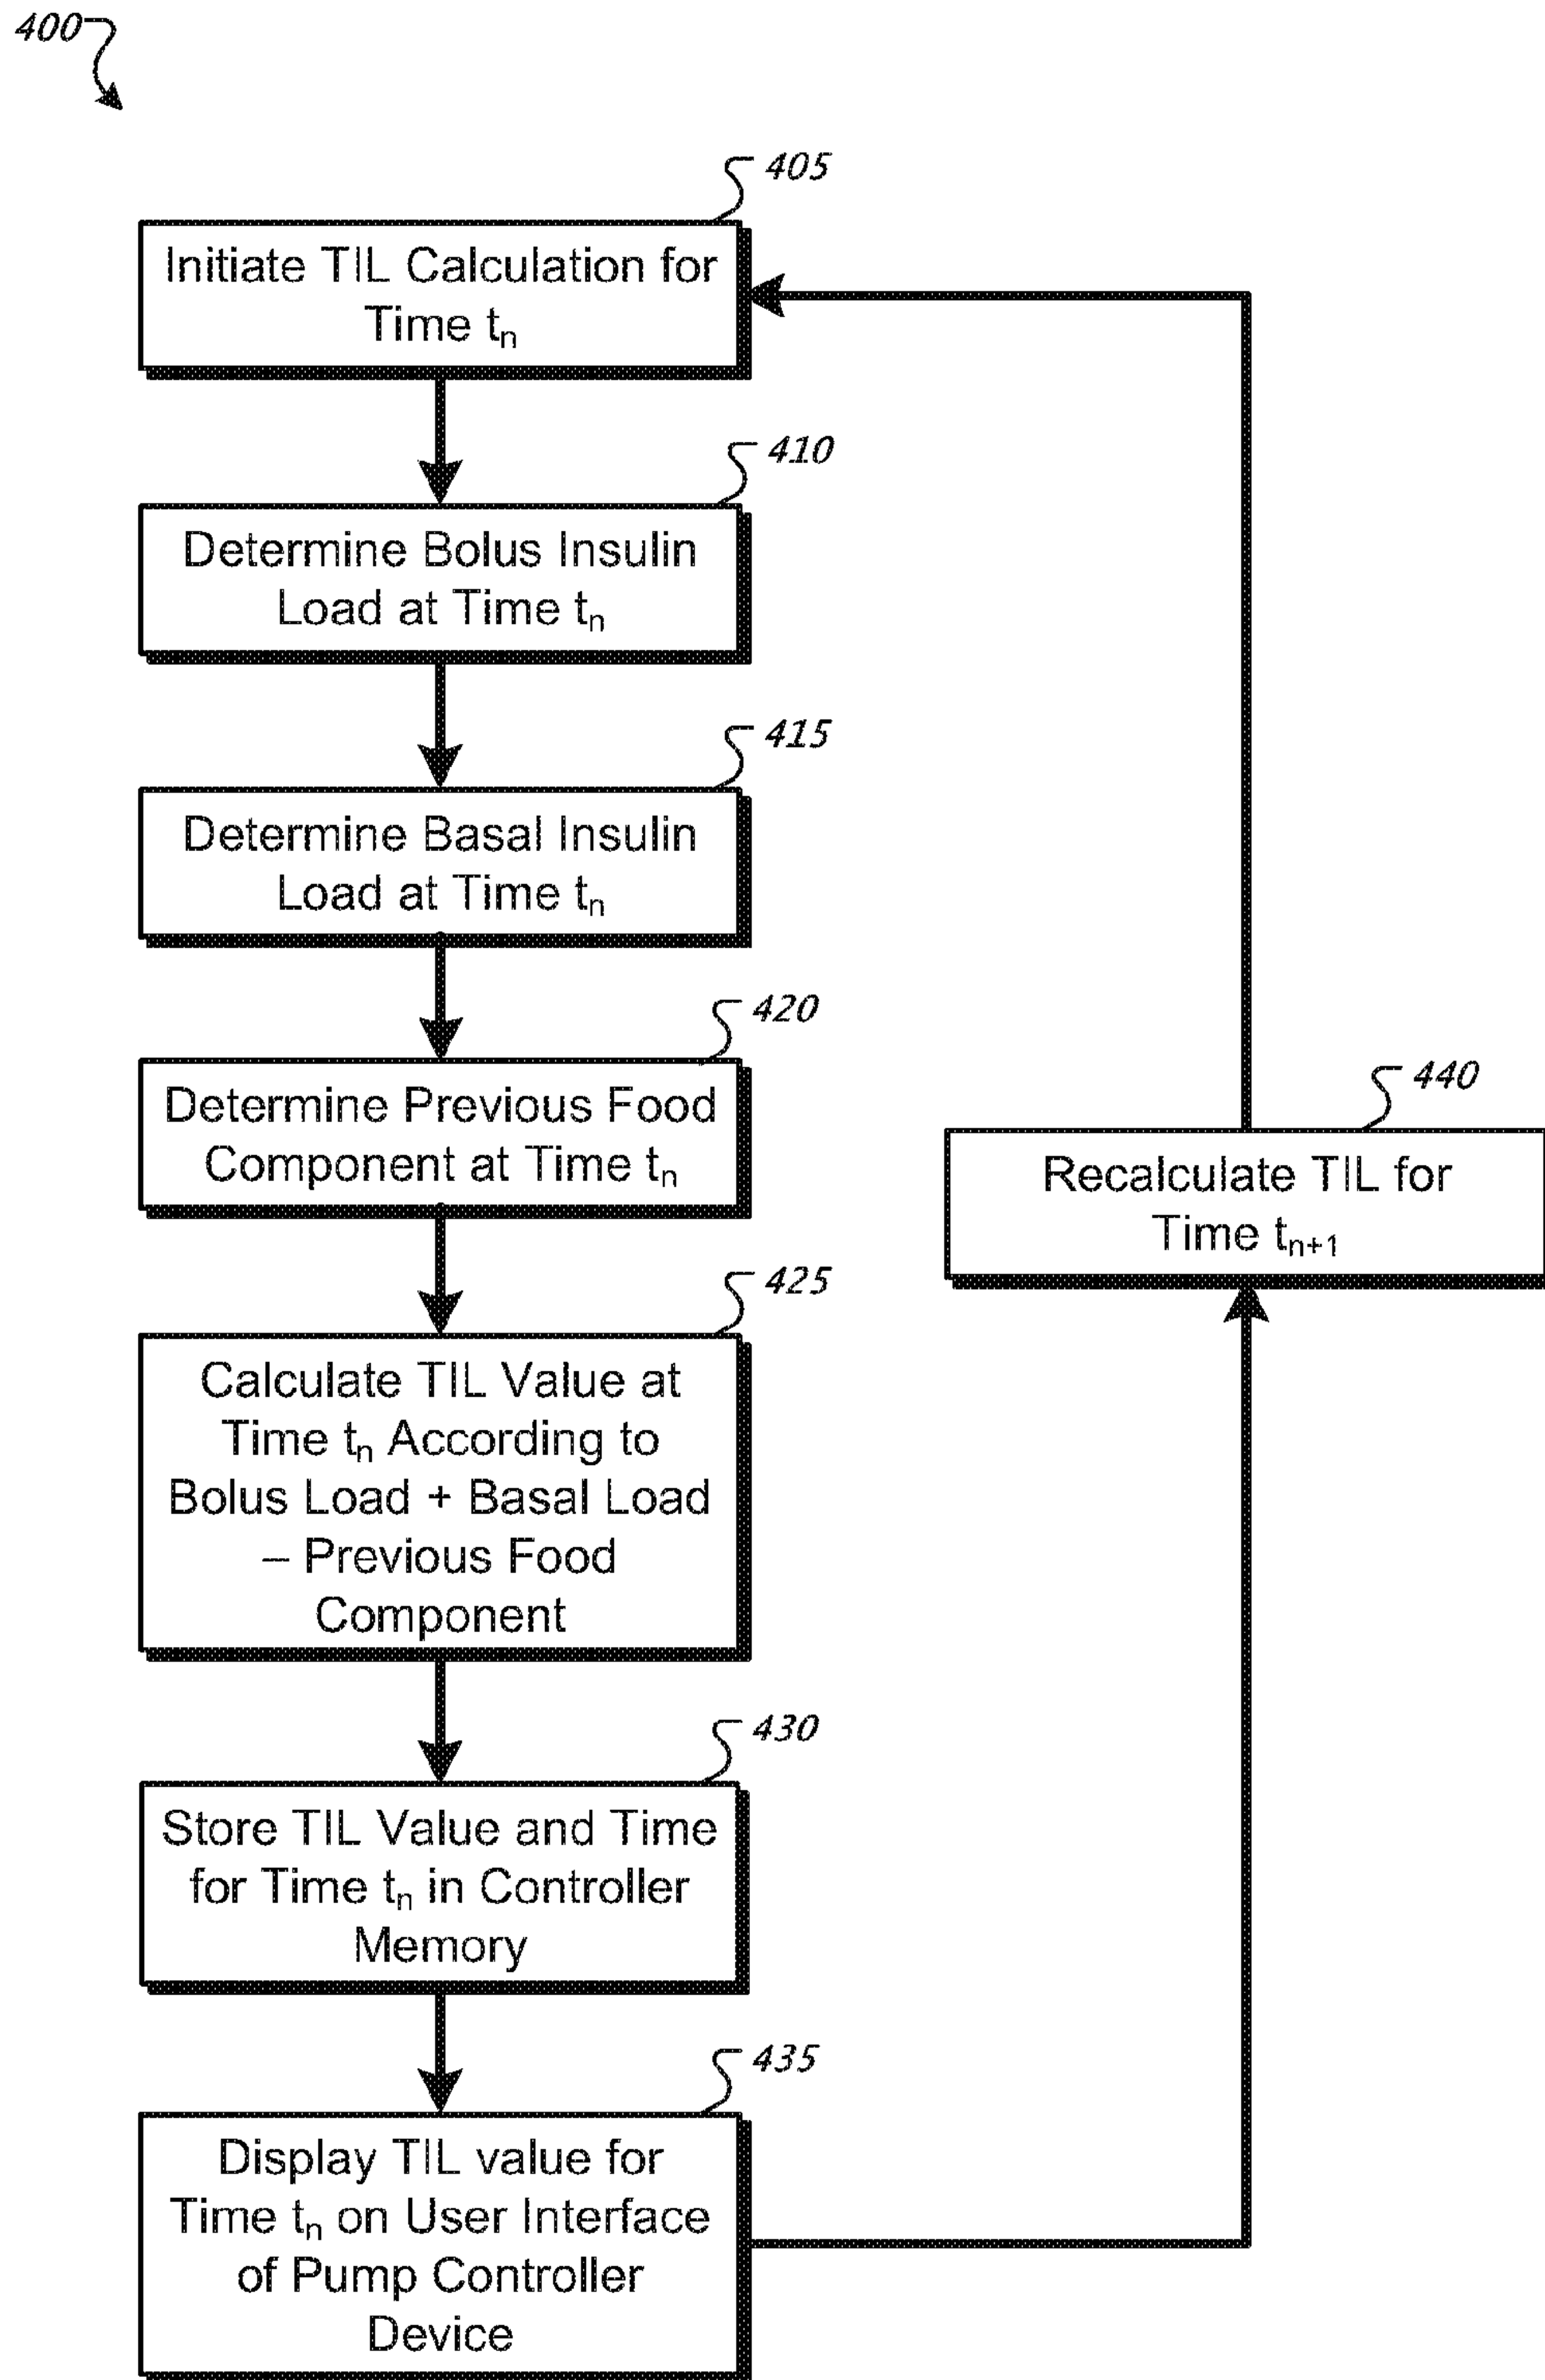 400
405
Initiate TIL Calculation for
Time tn
410
Determine Bolus Insulin
Load at Time tn
415
Determine Basal Insulin
Load at Time tn
420
Determine Previous Food
Component at Time tn
425
Calculate TIL Value at
Time tn According to
Bolus Load + Basal Load
– Previous Food
Component
430
Store TIL Value and Time
for Time tn in Controller
Memory
435
Display TIL value for
Time tn on User Interface
of Pump Controller
Device
440
Recalculate TIL for
Time tn+1